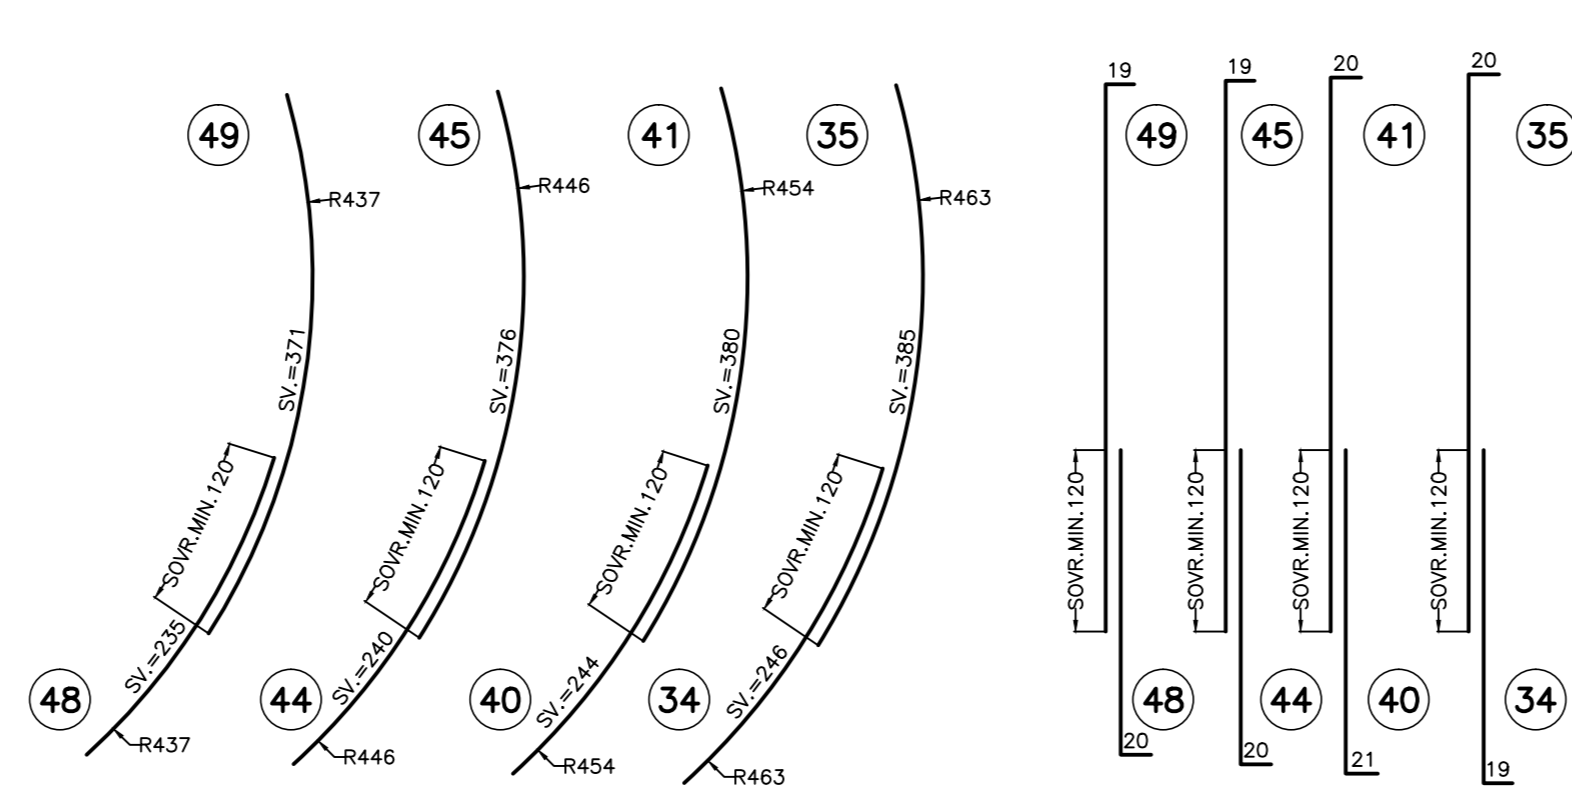 19
19
20
20
49
45
41
35
49
45
41
35
R437
R446
R454
R463
SV.=371
SV.=376
SV.=380
SV.=385
SOVR.MIN.120
SOVR.MIN.120
SOVR.MIN.120
SOVR.MIN.120
SOVR.MIN.120
SOVR.MIN.120
SOVR.MIN.120
SOVR.MIN.120
SV.=235
SV.=240
SV.=244
SV.=246
48
44
40
34
48
44
40
34
R437
R446
R454
R463
20
20
21
19